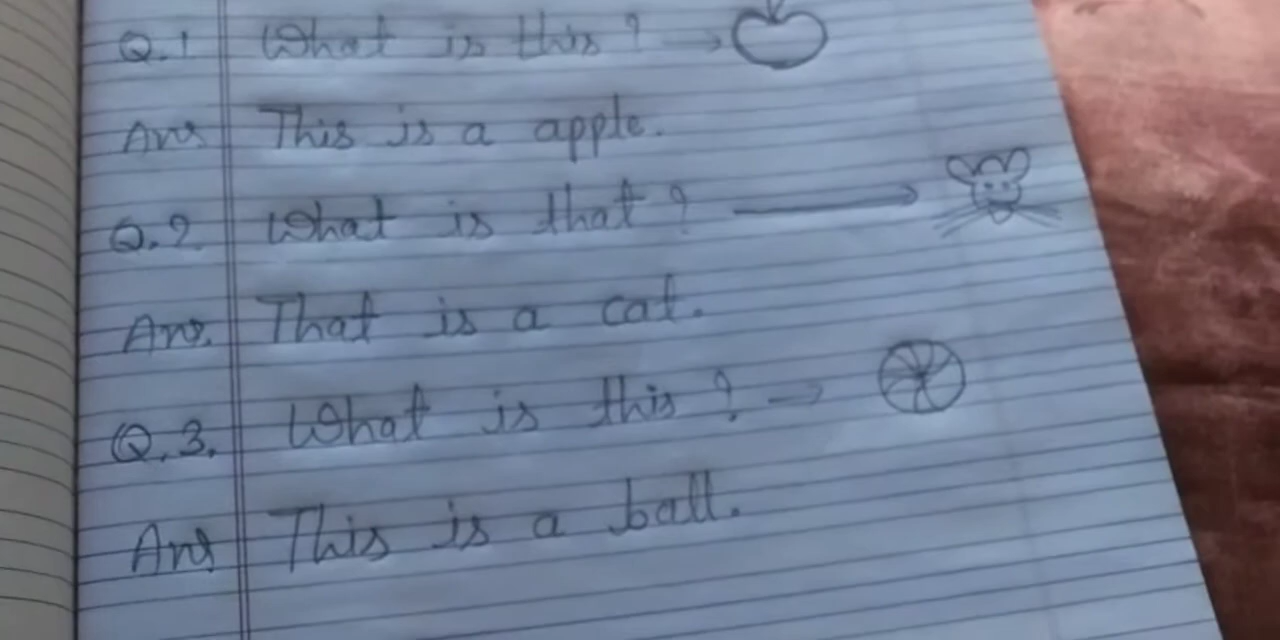 Q.1 What is this?
Ans This is a apple.
Q.2 What is that?
Ans. That is a cat.
Q.3. What is this?
Ans This is a ball.